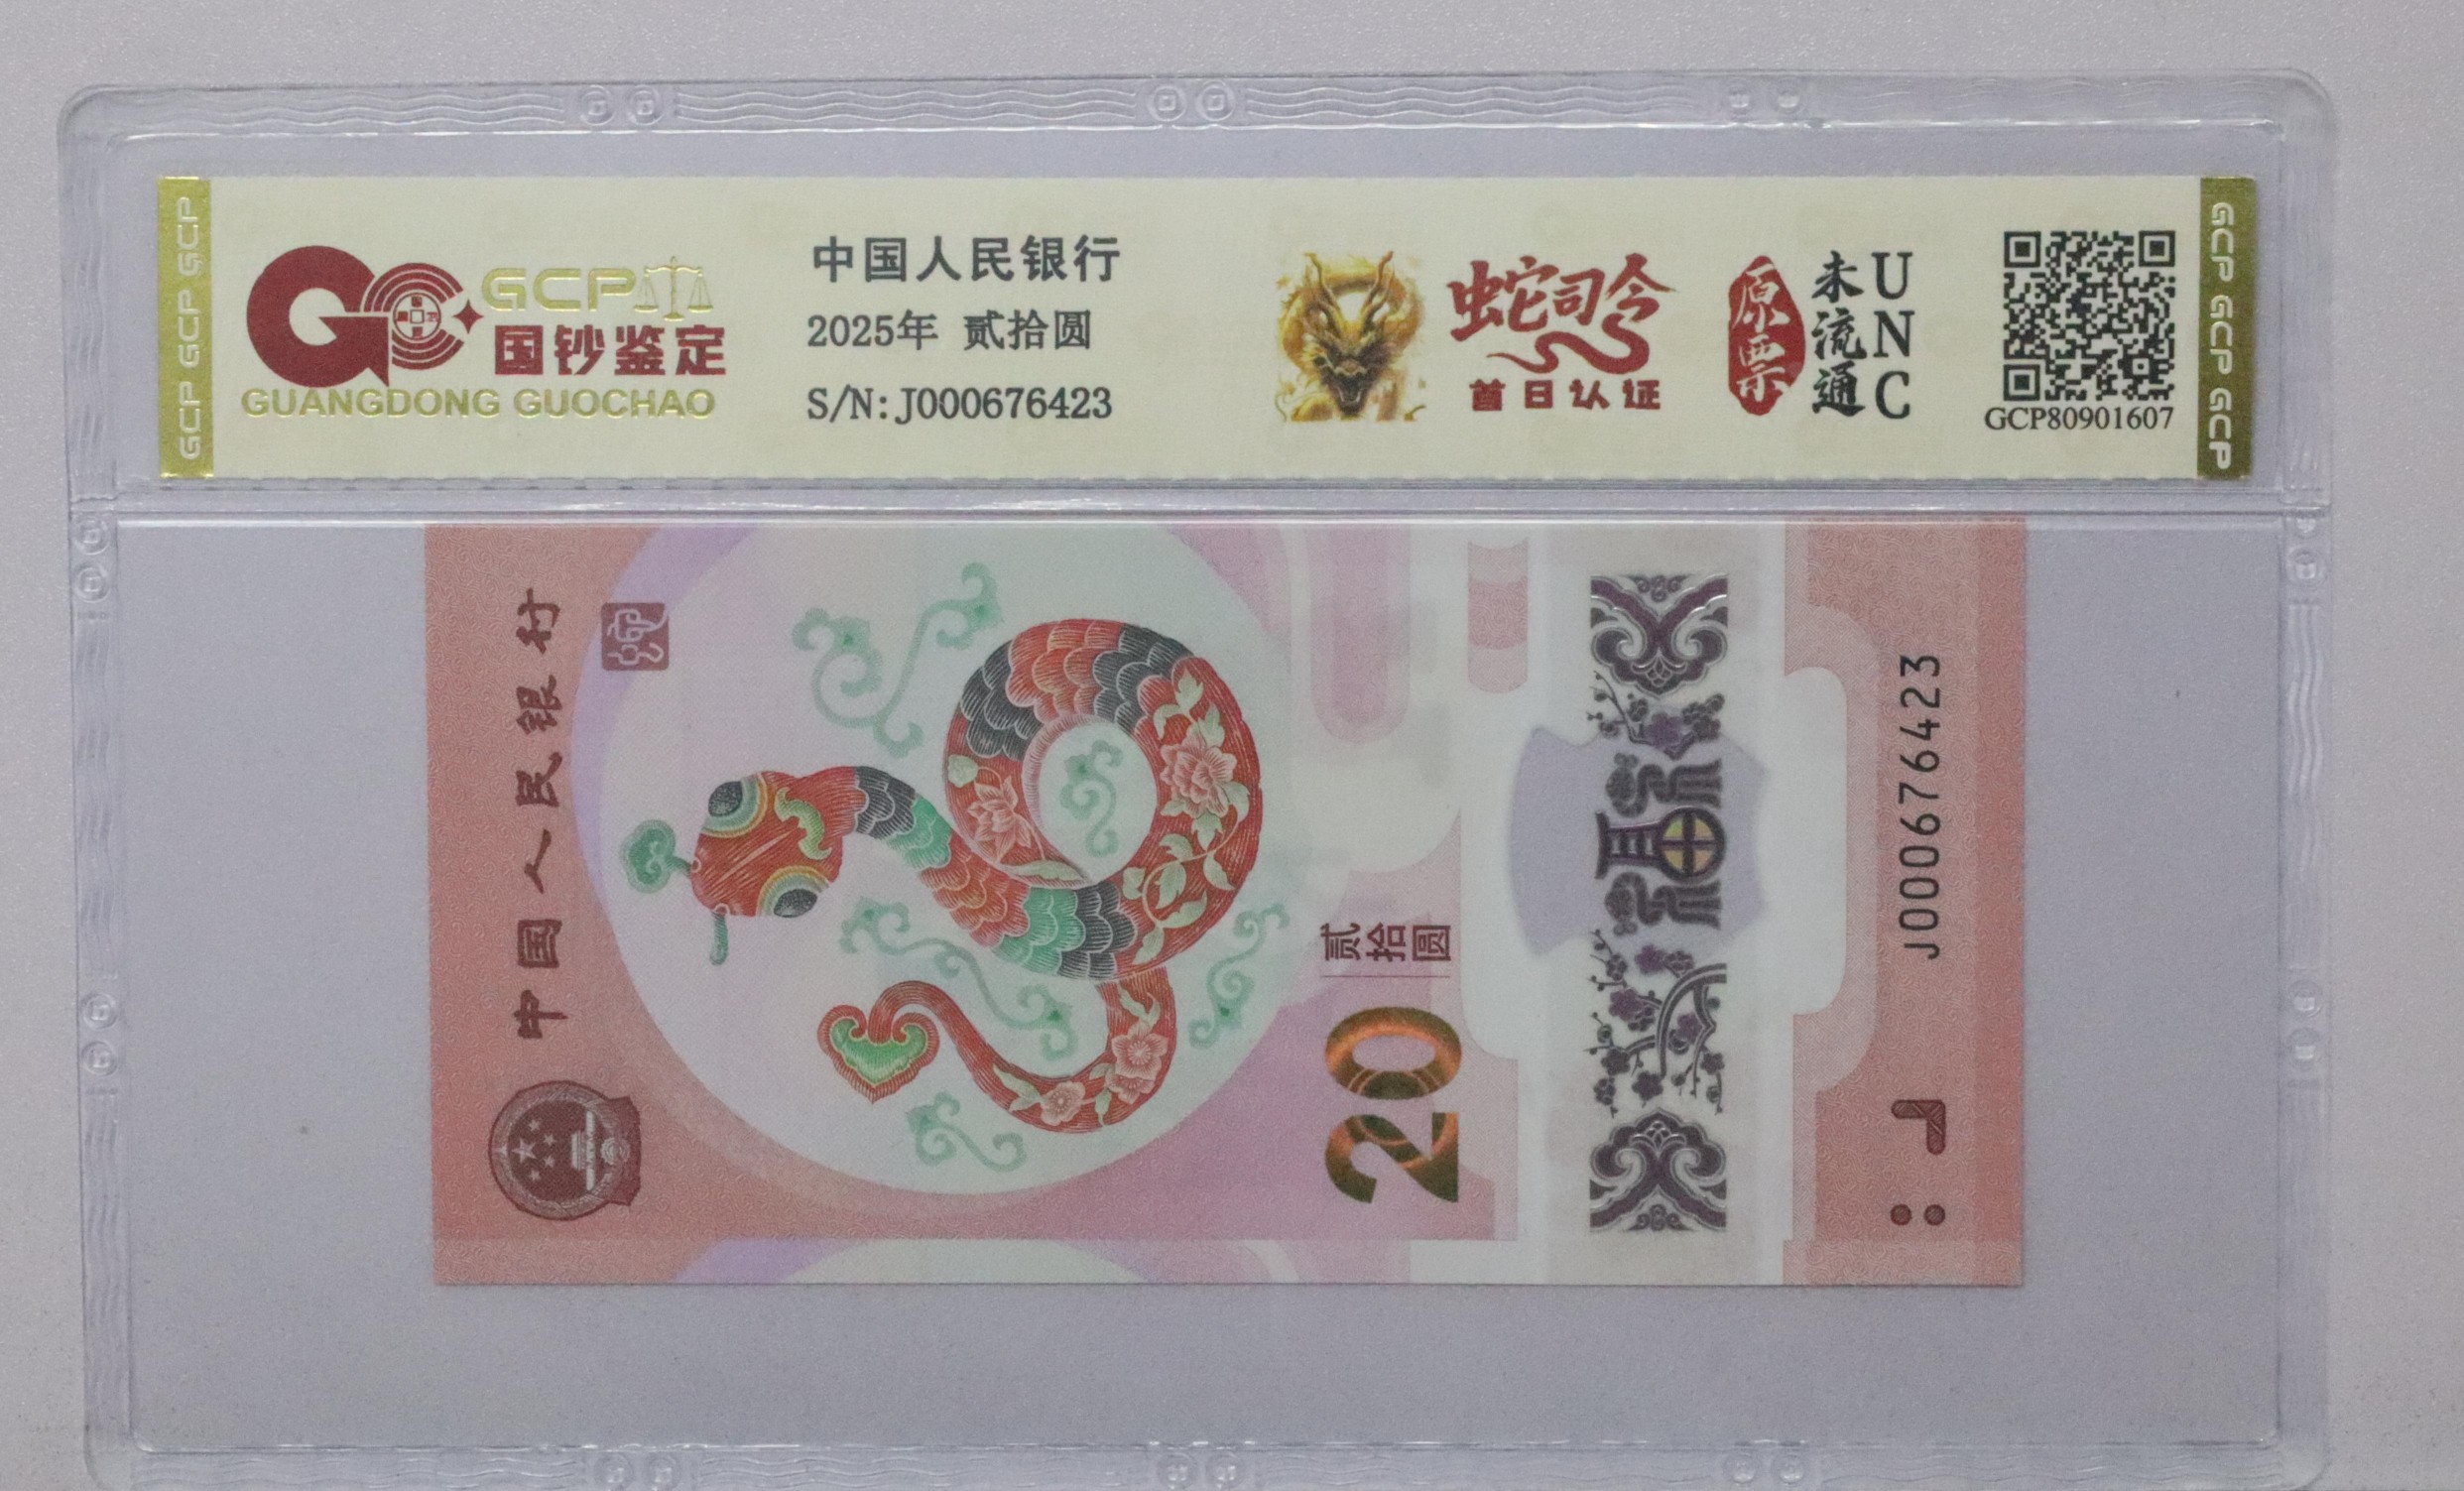 GCP GCP GCP
GCP
国钞鉴定
GUANGDONG GUOCHAO
中国人民银行
2025年 贰拾圆
S/N:J000676423
蛇司令
首日认证
原票
未流通
UNC
GCP80901607
GCP GCP GCP
中国人民银行
贰拾圆
20
福
J000676423